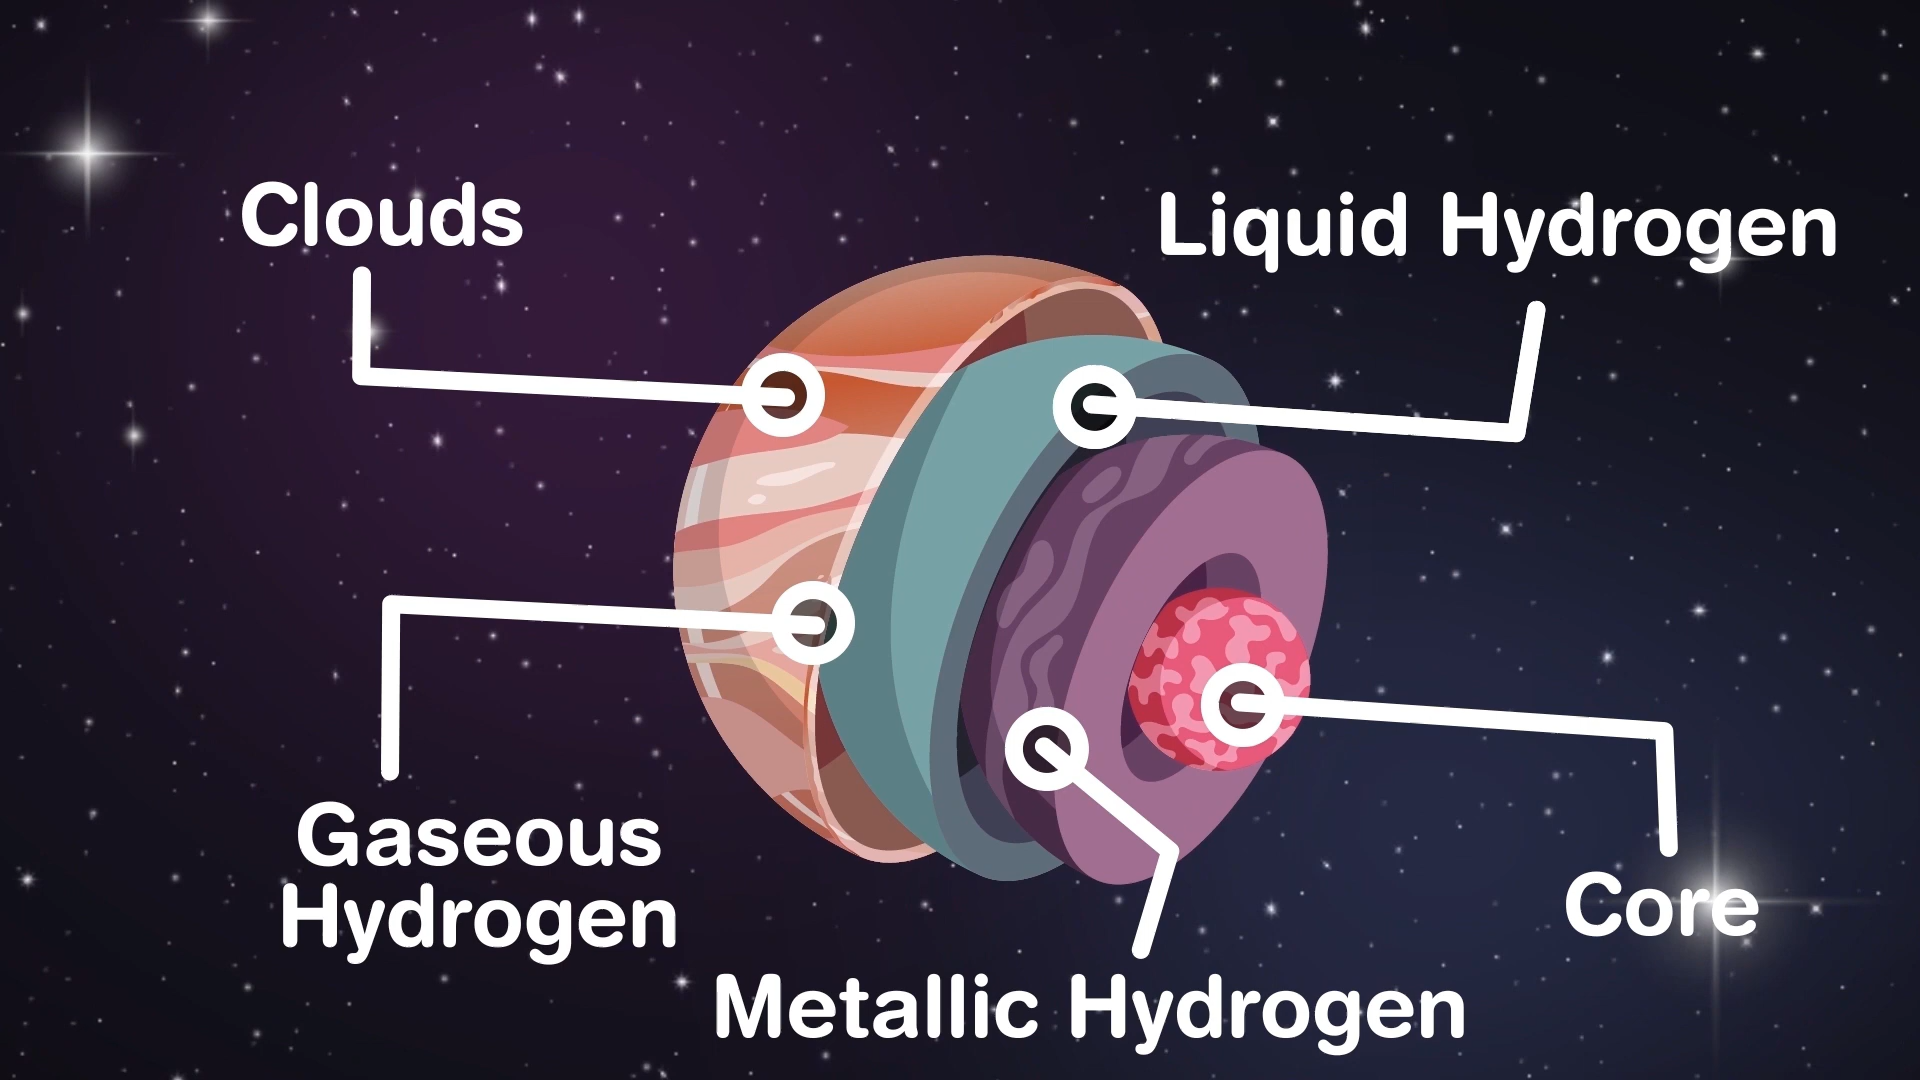 Clouds
Liquid Hydrogen
Gaseous
Hydrogen
Core
Metallic Hydrogen